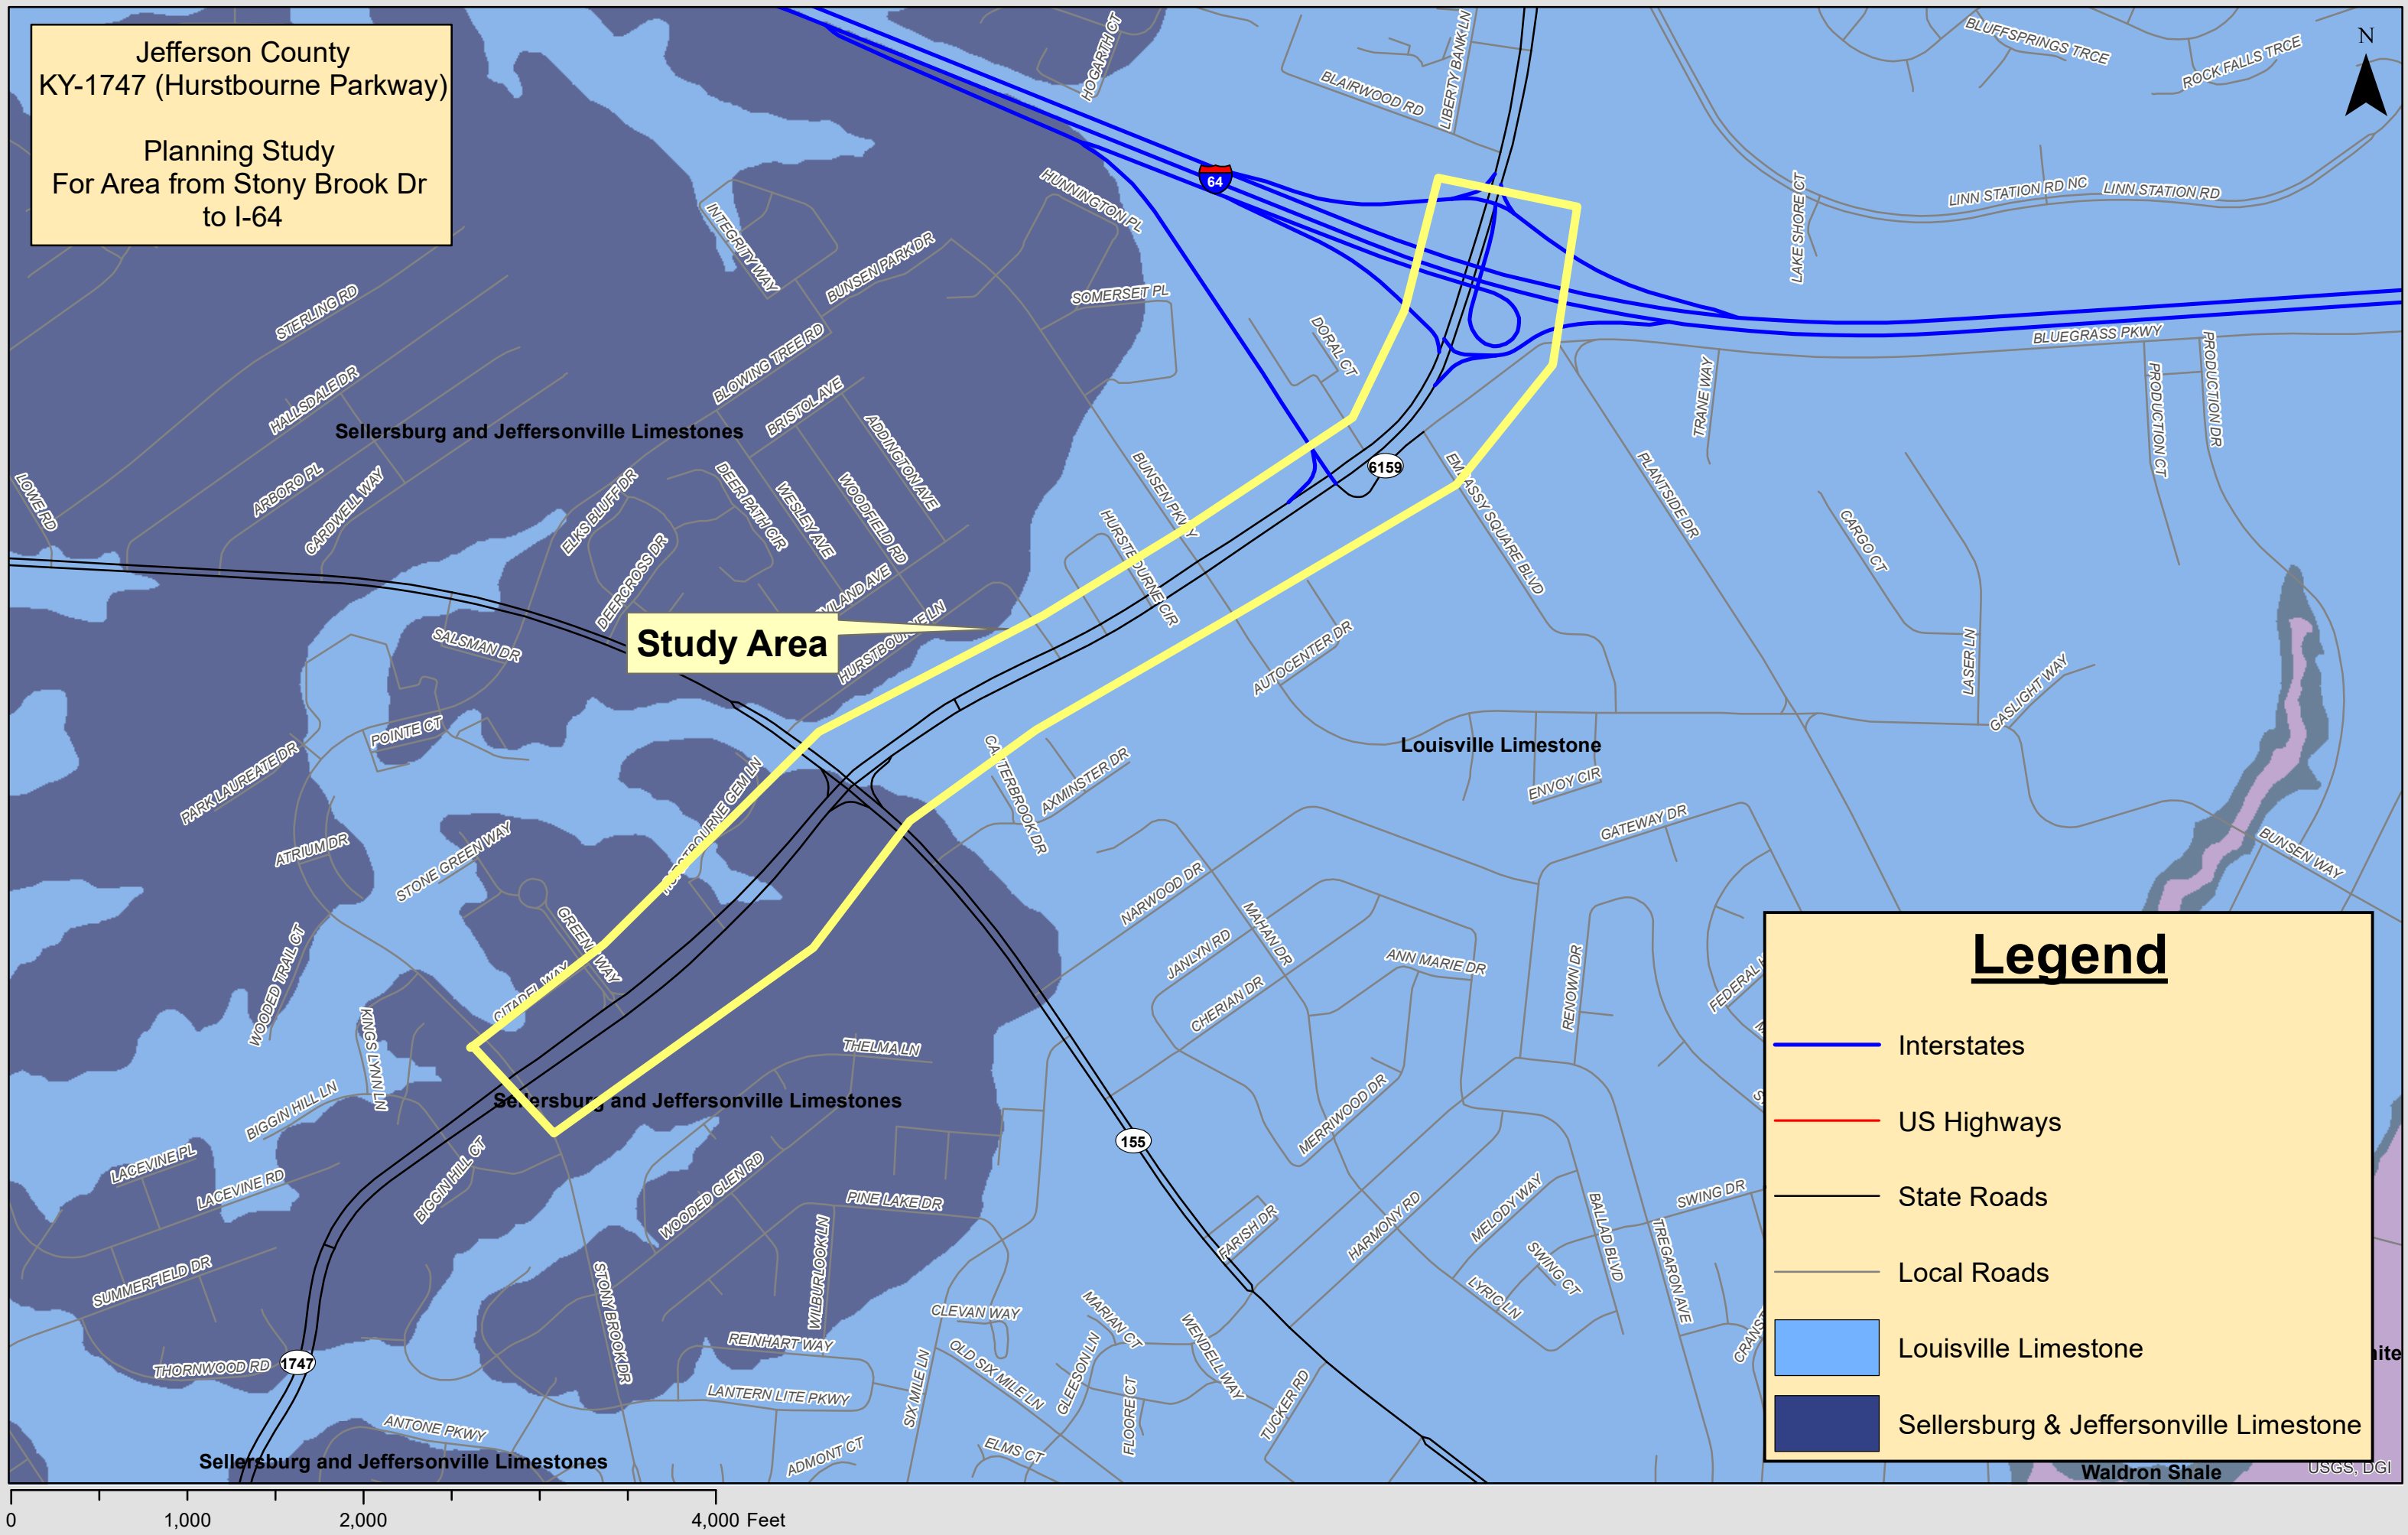 Jefferson County
KY-1747 (Hurstbourne Parkway)
Planning Study
For Area from Stony Brook Dr
to I-64
N
HOGARTH CT
BLAIRWOOD RD
LIBERTY BANK LN
BLUFFSPRINGS TRCE
ROCK FALLS TRCE
64
HUNNINGTON PL
LAKE SHORE CT
LINN STATION RD NC
LINN STATION RD
INTEGRITY WAY
BUNSEN PARK DR
SOMERSET PL
STERLING RD
BLOWING TREE RD
DORAL CT
BLUEGRASS PKWY
HALLSDALE DR
BRISTOL AVE
TRANE WAY
PRODUCTION CT
PRODUCTION DR
Sellersburg and Jeffersonville Limestones
ADDINGTON AVE
LOWE RD
ARBORO PL
CARDWELL WAY
ELKS BLUFF DR
DEER PATH CIR
WESLEY AVE
WOODFIELD RD
BUNSEN PKWY
6159
EMBASSY SQUARE BLVD
PLANTSIDE DR
CARGO CT
DEERCROSS DR
HURSTBOURNE CIR
HURSTBOURNE LN
Study Area
SALSMAN DR
AUTOCENTER DR
LASER LN
GASLIGHT WAY
POINTE CT
PARK LAUREATE DR
Louisville Limestone
AXMINSTER DR
ENVOY CIR
ATRIUM DR
STONE GREEN WAY
GATEWAY DR
BUNSEN WAY
NARWOOD DR
MAHAN DR
JANLYN RD
WOODED TRAIL CT
CITADEL WAY
ANN MARIE DR
RENOWN DR
CHERIAN DR
KINGS LYNN LN
THELMA LN
BIGGIN HILL LN
Sellersburg and Jeffersonville Limestones
MERRIWOOD DR
155
LACEVINE PL
LACEVINE RD
BIGGIN HILL CT
WOODED GLEN RD
PINE LAKE DR
FARISH DR
HARMONY RD
MELODY WAY
SWING DR
SWING CT
BALLAD BLVD
TREGARON AVE
SUMMERFIELD DR
STONY BROOK DR
WILBURLOOK LN
CLEVAN WAY
MARIAN CT
LYRIC LN
REINHART WAY
OLD SIX MILE LN
WENDELL WAY
THORNWOOD RD
1747
SIX MILE LN
GLEESON LN
LANTERN LITE PKWY
FLOORE CT
TUCKER RD
ANTONE PKWY
ADMONT CT
ELMS CT
Sellersburg and Jeffersonville Limestones
Legend
Interstates
US Highways
State Roads
Local Roads
Louisville Limestone
Sellersburg & Jeffersonville Limestone
Waldron Shale
USGS, DGI
0 1,000 2,000 4,000 Feet